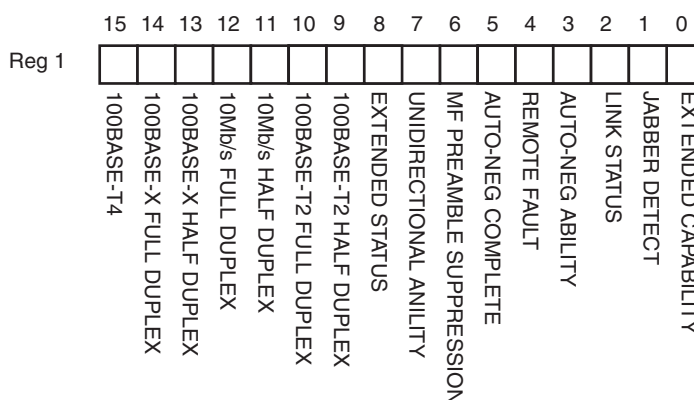 15 14 13 12 11 10 9 8 7 6 5 4 3 2 1 0
Reg 1
100BASE-T4
100BASE-X FULL DUPLEX
100BASE-X HALF DUPLEX
10Mb/s FULL DUPLEX
10Mb/s HALF DUPLEX
100BASE-T2 FULL DUPLEX
100BASE-T2 HALF DUPLEX
EXTENDED STATUS
UNIDIRECTIONAL ANILITY
MF PREAMBLE SUPPRESSION
AUTO-NEG COMPLETE
REMOTE FAULT
AUTO-NEG ABILITY
LINK STATUS
JABBER DETECT
EXTENDED CAPABILITY